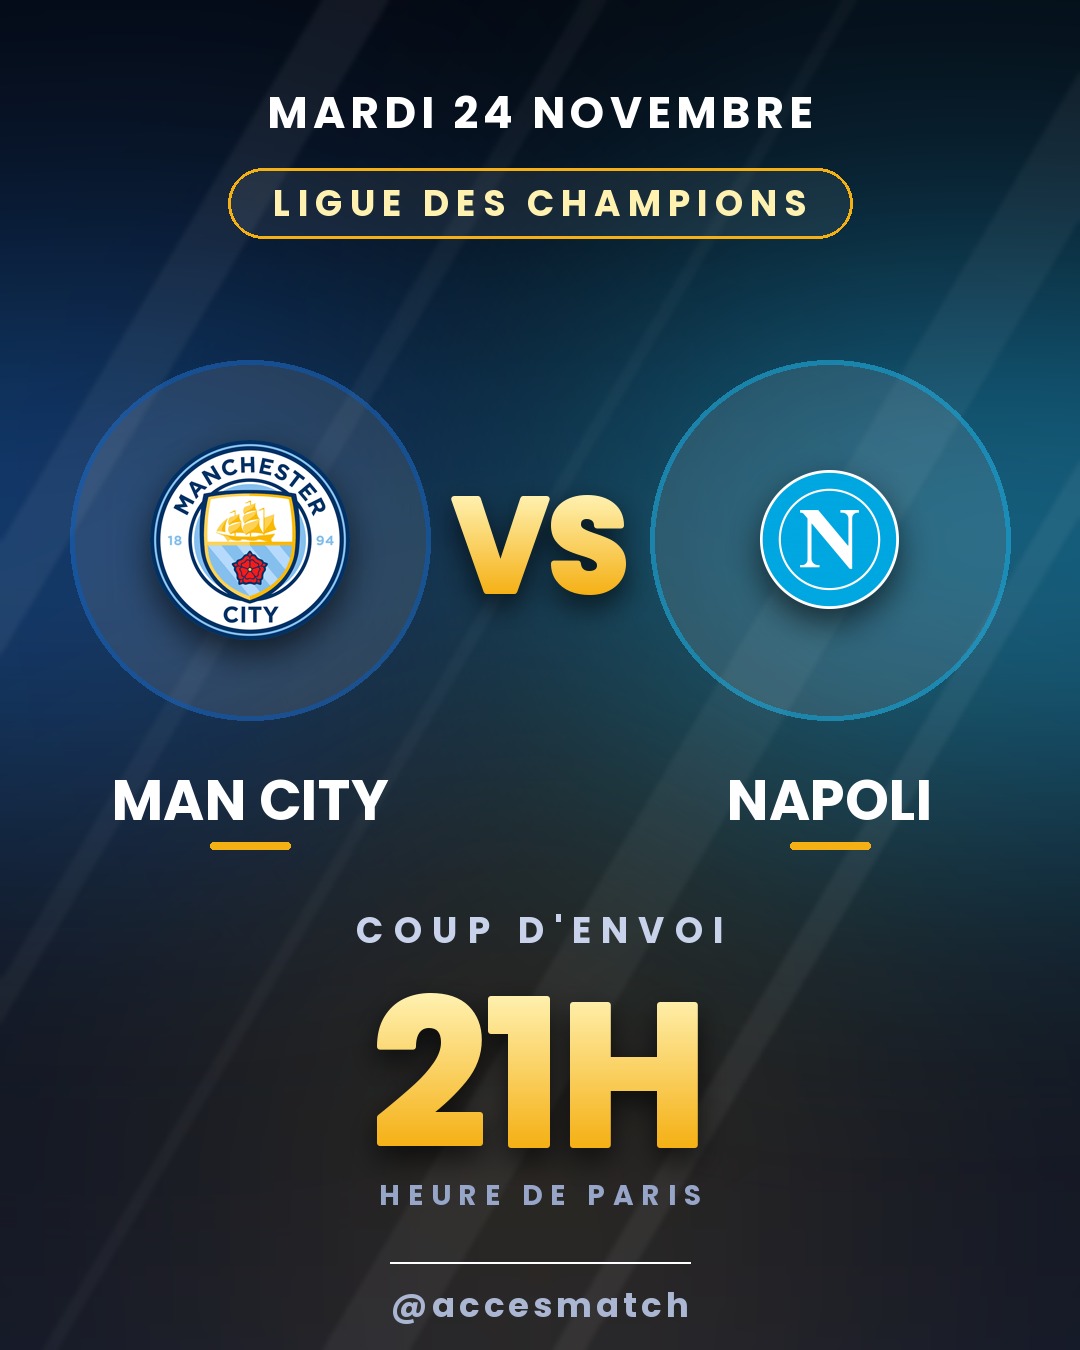 MARDI 24 NOVEMBRE
LIGUE DES CHAMPIONS
MANCHESTER
18 94
CITY
VS
N
MAN CITY
NAPOLI
COUP D'ENVOI
21H
HEURE DE PARIS
@accesmatch